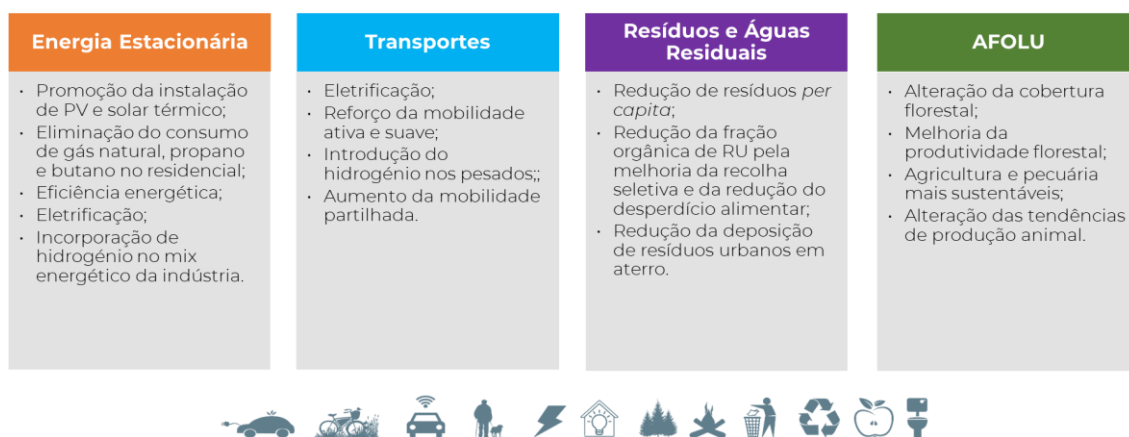 Energia Estacionária
• Promoção da instalação
de PV e solar térmico;
• Eliminação do consumo
de gás natural, propano
e butano no residencial;
• Eficiência energética;
• Eletrificação;
• Incorporação de
hidrogénio no mix
energético da indústria.
Transportes
• Eletrificação;
• Reforço da mobilidade
ativa e suave;
• Introdução do
hidrogénio nos pesados;;
• Aumento da mobilidade
partilhada.
Resíduos e Águas
Residuais
• Redução de resíduos per
capita;
• Redução da fração
orgânica de RU pela
melhoria da recolha
seletiva e da redução do
desperdício alimentar;
• Redução da deposição
de resíduos urbanos em
aterro.
AFOLU
• Alteração da cobertura
florestal;
• Melhoria da
produtividade florestal;
• Agricultura e pecuária
mais sustentáveis;
• Alteração das tendências
de produção animal.